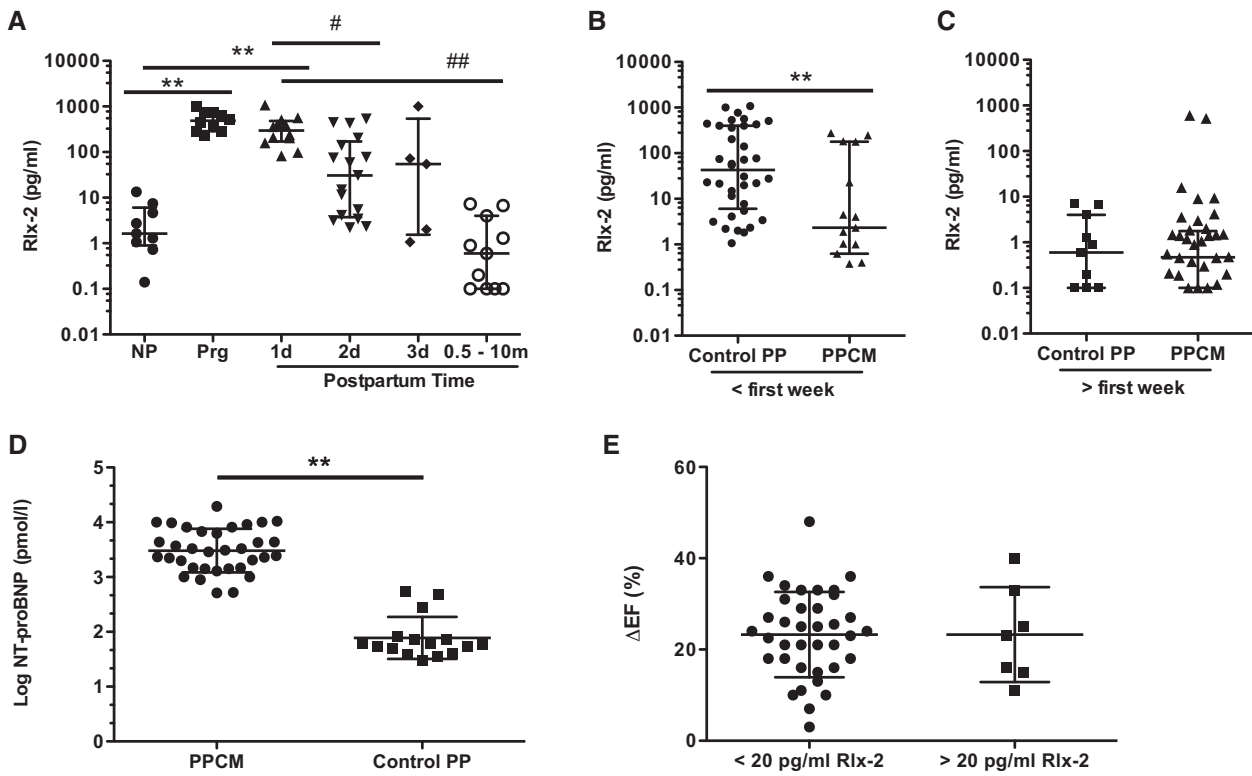 A
#
**
##
**
10000
1000
100
10
1
0.1
0.01
Rlx-2 (pg/ml)
NP
Prg
1d
2d
3d
0.5 - 10m
Postpartum Time
B
**
10000
1000
100
10
1
0.1
0.01
Rlx-2 (pg/ml)
Control PP
PPCM
< first week
C
10000
1000
100
10
1
0.1
0.01
Rlx-2 (pg/ml)
Control PP
PPCM
> first week
D
**
5
4
3
2
1
0
Log NT-proBNP (pmol/l)
PPCM
Control PP
E
60
40
20
0
ΔEF (%)
< 20 pg/ml Rlx-2
> 20 pg/ml Rlx-2